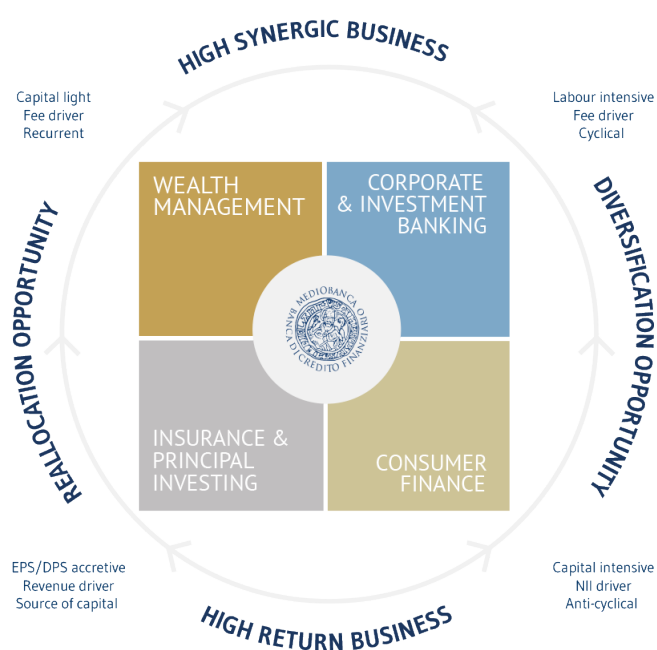 HIGH SYNERGIC BUSINESS
Capital light
Fee driver
Recurrent
Labour intensive
Fee driver
Cyclical
WEALTH
MANAGEMENT
CORPORATE
& INVESTMENT
BANKING
REALLOCATION OPPORTUNITY
DIVERSIFICATION OPPORTUNITY
MEDIOBANCA
BANCA DI CREDITO FINANZIARIO
INSURANCE &
PRINCIPAL
INVESTING
CONSUMER
FINANCE
EPS/DPS accretive
Revenue driver
Source of capital
Capital intensive
NII driver
Anti-cyclical
HIGH RETURN BUSINESS